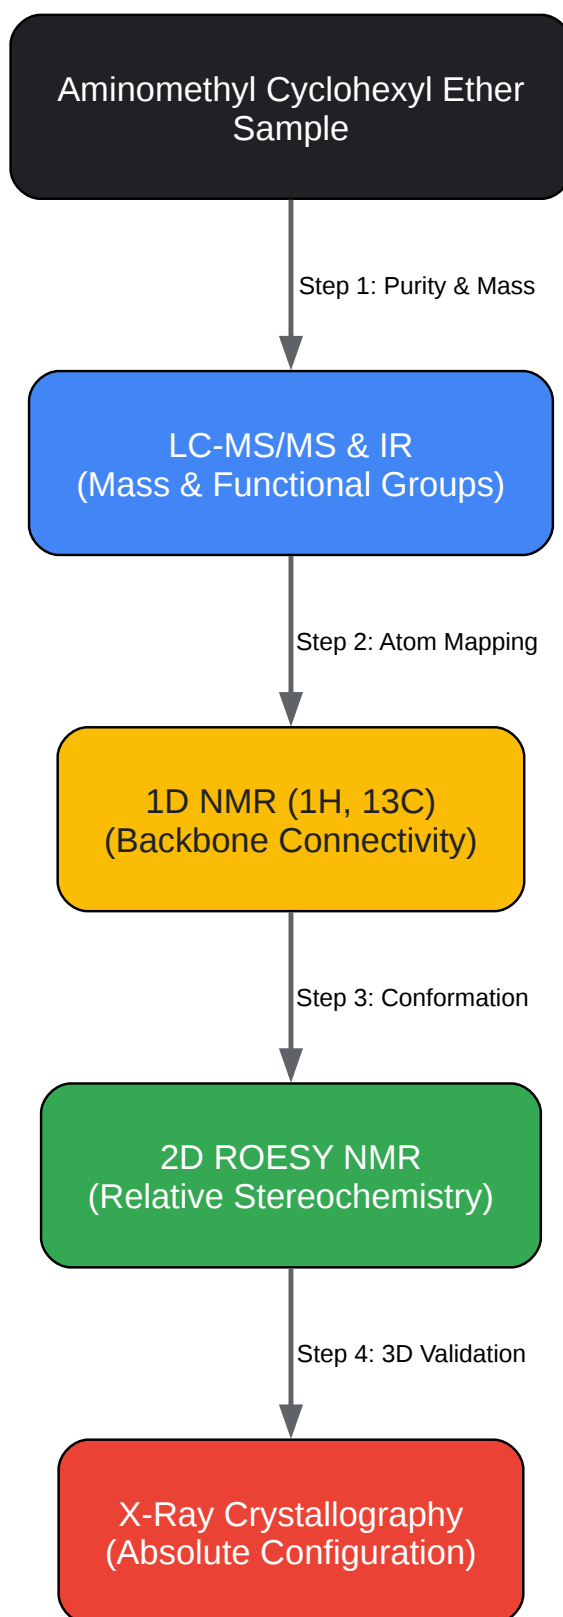 Aminomethyl Cyclohexyl Ether
Sample
Step 1: Purity & Mass
LC-MS/MS & IR
(Mass & Functional Groups)
Step 2: Atom Mapping
1D NMR (1H, 13C)
(Backbone Connectivity)
Step 3: Conformation
2D ROESY NMR
(Relative Stereochemistry)
Step 4: 3D Validation
X-Ray Crystallography
(Absolute Configuration)